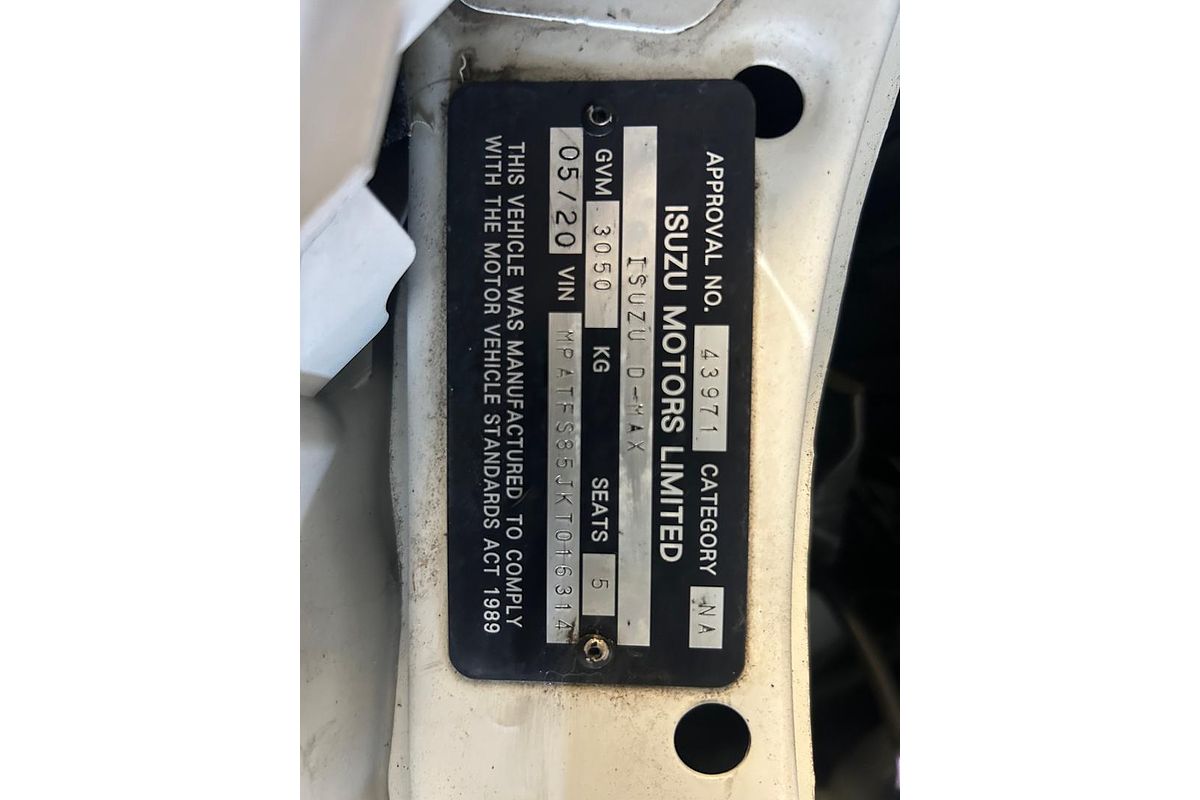 APPROVAL NO. 43971 CATEGORY NA
ISUZU MOTORS LIMITED
ISUZU D-MAX
GVM 3050 KG SEATS 5
05/20 VIN MPATFS85JKT016314
THIS VEHICLE WAS MANUFACTURED TO COMPLY
WITH THE MOTOR VEHICLE STANDARDS ACT 1989